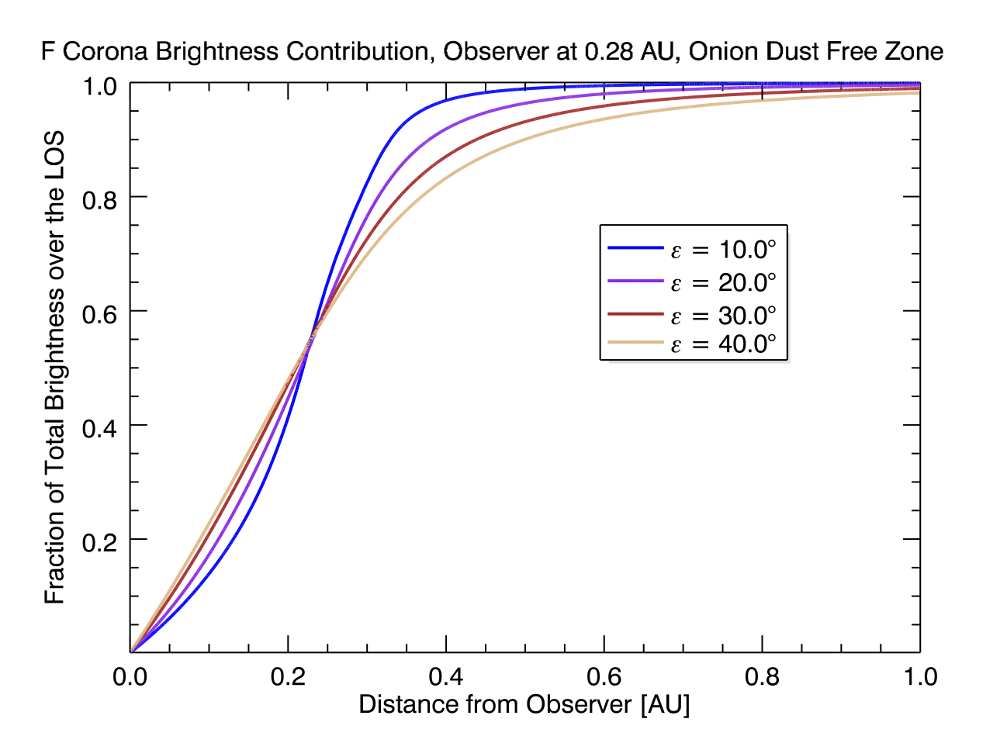 F Corona Brightness Contribution, Observer at 0.28 AU, Onion Dust Free Zone
Fraction of Total Brightness over the LOS
1.0
0.8
0.6
0.4
0.2
ε = 10.0°
ε = 20.0°
ε = 30.0°
ε = 40.0°
0.0 0.2 0.4 0.6 0.8 1.0
Distance from Observer [AU]